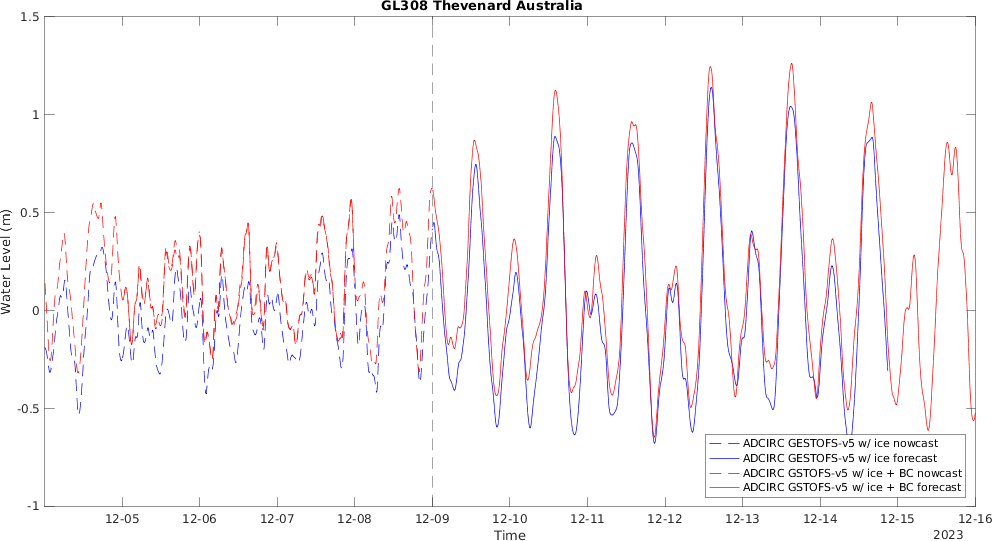 GL308 Thevenard Australia
1.5
1
0.5
0
-0.5
-1
Water Level (m)
ADCIRC GESTOFS-v5 w/ ice nowcast
ADCIRC GESTOFS-v5 w/ ice forecast
ADCIRC GSTOFS-v5 w/ ice + BC nowcast
ADCIRC GSTOFS-v5 w/ ice + BC forecast
12-05 12-06 12-07 12-08 12-09 12-10 12-11 12-12 12-13 12-14 12-15 12-16
Time
2023